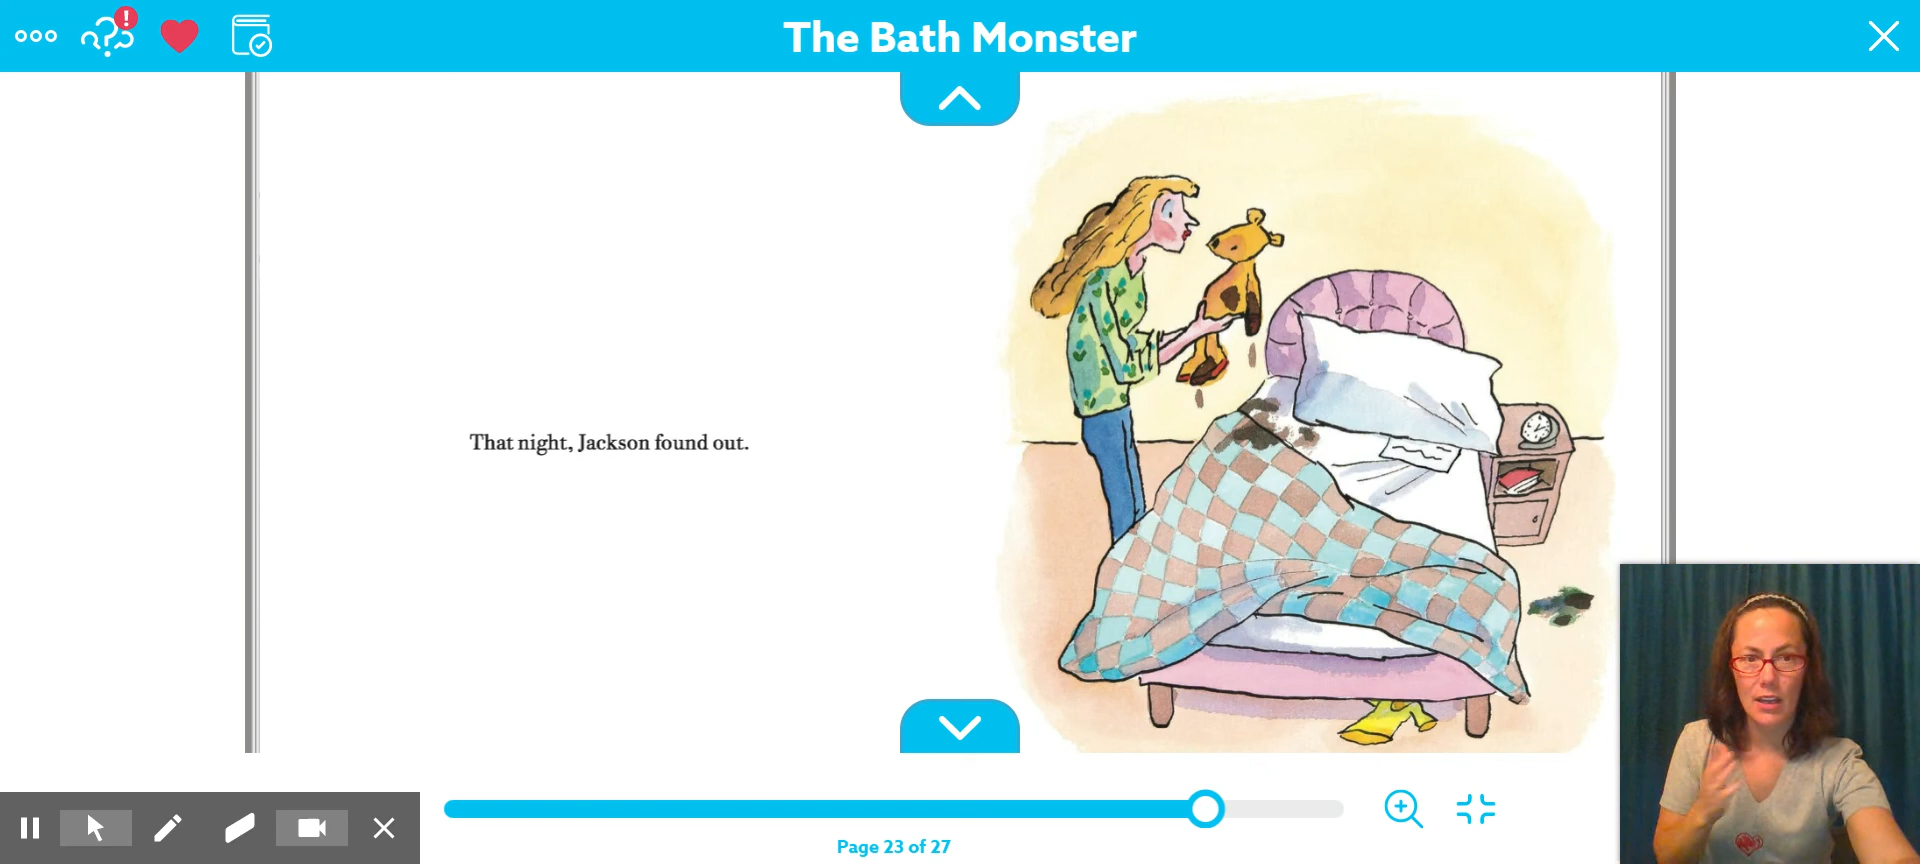 The Bath Monster
That night, Jackson found out.
Page 23 of 27